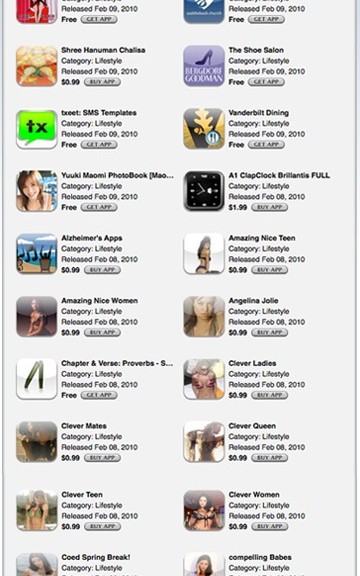 Released Feb 09, 2010
Free GET APP
Released Feb 09, 2010
Free GET APP
Shree Hanuman Chalisa
Category: Lifestyle
Released Feb 09, 2010
$0.99 BUY APP
The Shoe Salon
Category: Lifestyle
Released Feb 09, 2010
Free GET APP
BERGDORF
GOODMAN
tx
txeet: SMS Templates
Category: Lifestyle
Released Feb 09, 2010
Free GET APP
Vanderbilt Dining
Category: Lifestyle
Released Feb 09, 2010
Free GET APP
Yuuki Maomi PhotoBook [Mao...
Category: Lifestyle
Released Feb 09, 2010
Free GET APP
A1 ClapClock Brillantis FULL
Category: Lifestyle
Released Feb 08, 2010
$1.99 BUY APP
Alzheimer's Apps
Category: Lifestyle
Released Feb 08, 2010
$0.99 BUY APP
Amazing Nice Teen
Category: Lifestyle
Released Feb 08, 2010
$0.99 BUY APP
Amazing Nice Women
Category: Lifestyle
Released Feb 08, 2010
$0.99 BUY APP
Angelina Jolie
Category: Lifestyle
Released Feb 08, 2010
$0.99 BUY APP
Chapter & Verse: Proverbs - S...
Category: Lifestyle
Released Feb 08, 2010
Free GET APP
Clever Ladies
Category: Lifestyle
Released Feb 08, 2010
$0.99 BUY APP
Clever Mates
Category: Lifestyle
Released Feb 08, 2010
$0.99 BUY APP
Clever Queen
Category: Lifestyle
Released Feb 08, 2010
$0.99 BUY APP
Clever Teen
Category: Lifestyle
Released Feb 08, 2010
$0.99 BUY APP
Clever Women
Category: Lifestyle
Released Feb 08, 2010
$0.99 BUY APP
Coed Spring Break!
Category: Lifestyle
compelling Babes
Category: Lifestyle